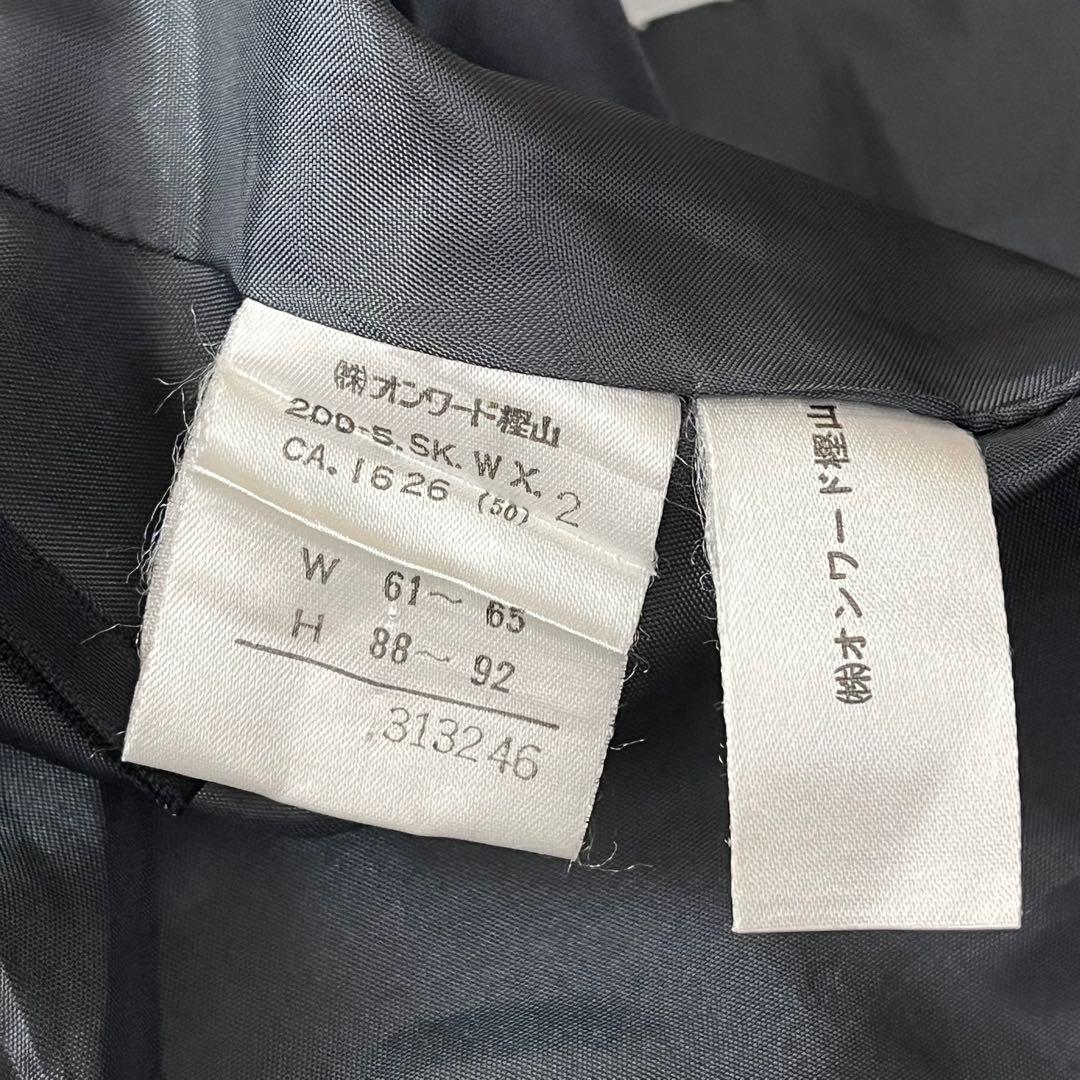 ㈱オンワード樫山
2DD-5.SK.WX.2
CA.1626 (50)
W 61〜65
H 88〜92
313246
㈱オンワード樫山